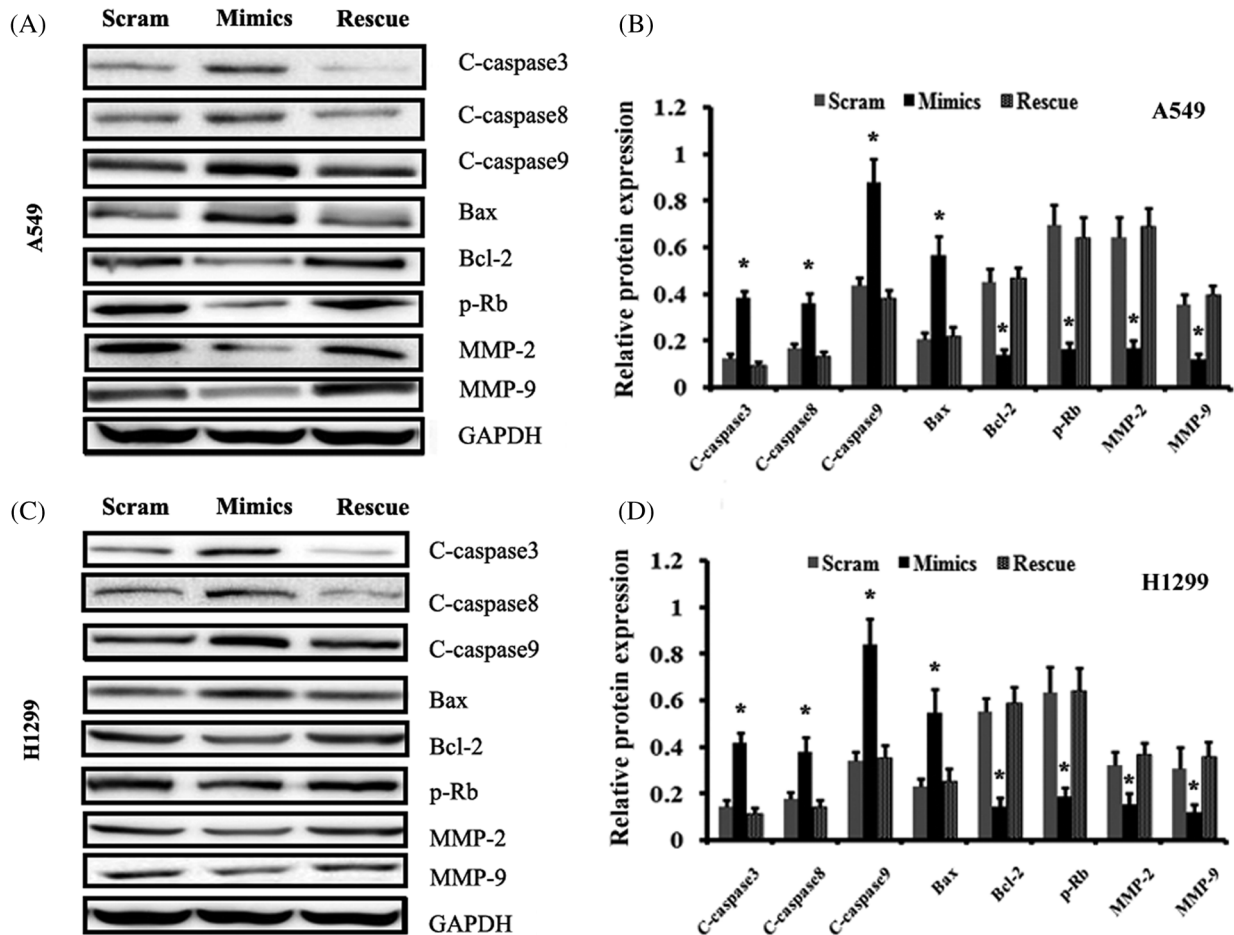 (A)
Scram Mimics Rescue
C-caspase3
C-caspase8
C-caspase9
Bax
Bcl-2
p-Rb
MMP-2
MMP-9
GAPDH
A549
(B)
Scram Mimics Rescue
A549
Relative protein expression
1.2
1
0.8
0.6
0.4
0.2
0
* * * * * * * *
C-caspase3 C-caspase8 C-caspase9 Bax Bcl-2 p-Rb MMP-2 MMP-9
(C)
Scram Mimics Rescue
C-caspase3
C-caspase8
C-caspase9
Bax
Bcl-2
p-Rb
MMP-2
MMP-9
GAPDH
H1299
(D)
Scram Mimics Rescue
H1299
Relative protein expression
1.2
1
0.8
0.6
0.4
0.2
0
* * * * * * * *
C-caspase3 C-caspase8 C-caspase9 Bax Bcl-2 p-Rb MMP-2 MMP-9